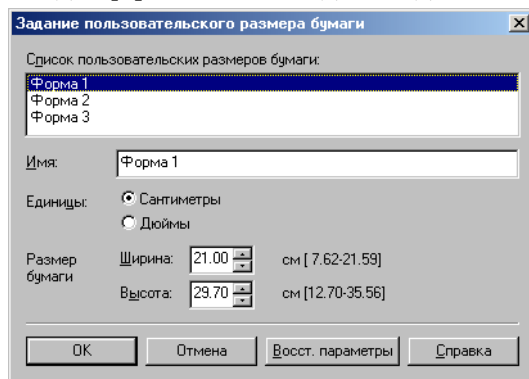 Задание пользовательского размера бумаги
Список пользовательских размеров бумаги:
Форма 1
Форма 2
Форма 3
Имя: Форма 1
Единицы: Сантиметры
Дюймы
Размер бумаги
Ширина: 21.00 см [ 7.62-21.59]
Высота: 29.70 см [12.70-35.56]
OK Отмена Восст. параметры Справка